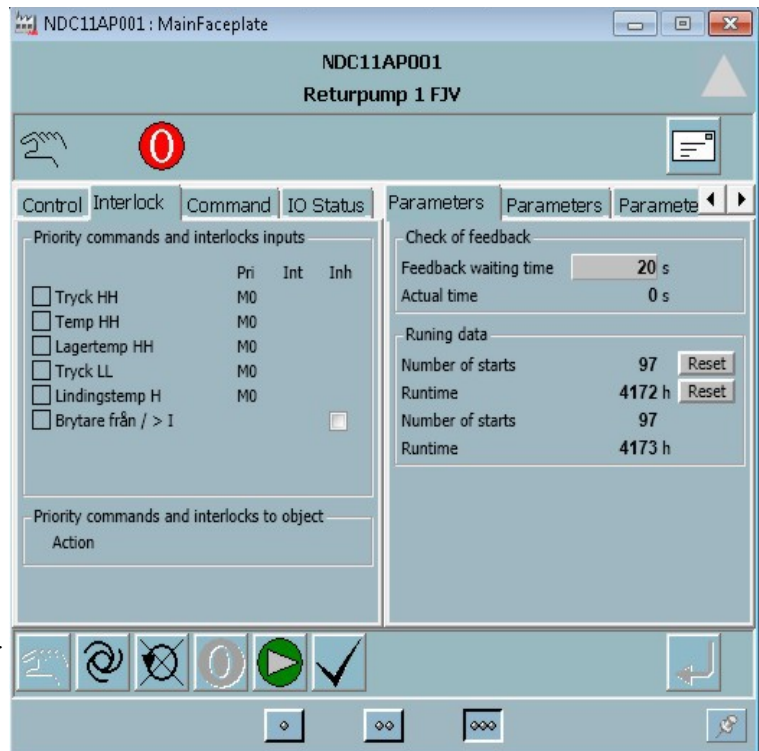 NDC11AP001 : MainFaceplate
NDC11AP001
Returpump 1 FJV
0
Control Interlock Command IO Status
Priority commands and interlocks inputs
Pri Int Inh
Tryck HH M0
Temp HH M0
Lagertemp HH M0
Tryck LL M0
Lindingstemp H M0
Brytare från / > I
Priority commands and interlocks to object
Action
Parameters Parameters Paramete
Check of feedback
Feedback waiting time 20 s
Actual time 0 s
Runing data
Number of starts 97 Reset
Runtime 4172 h Reset
Number of starts 97
Runtime 4173 h
0